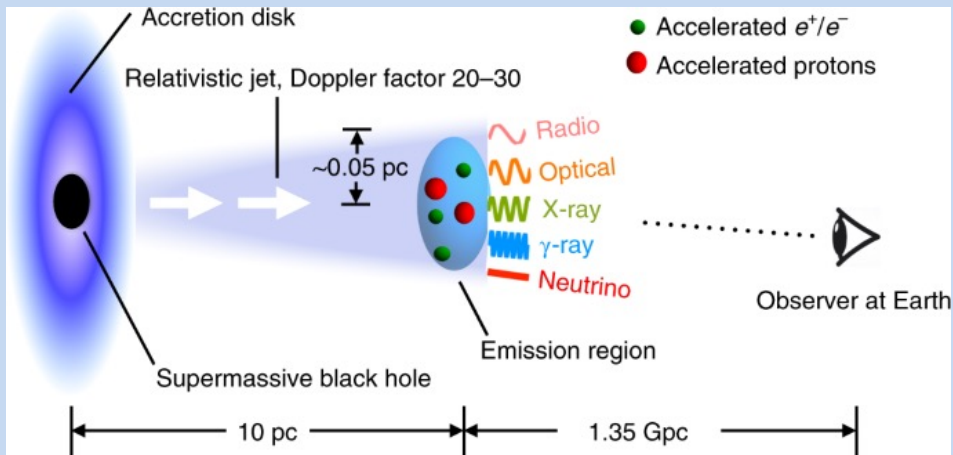 Accretion disk
Accelerated e⁺/e⁻
Accelerated protons
Relativistic jet, Doppler factor 20–30
~0.05 pc
Radio
Optical
X-ray
γ-ray
Neutrino
Observer at Earth
Emission region
Supermassive black hole
10 pc
1.35 Gpc